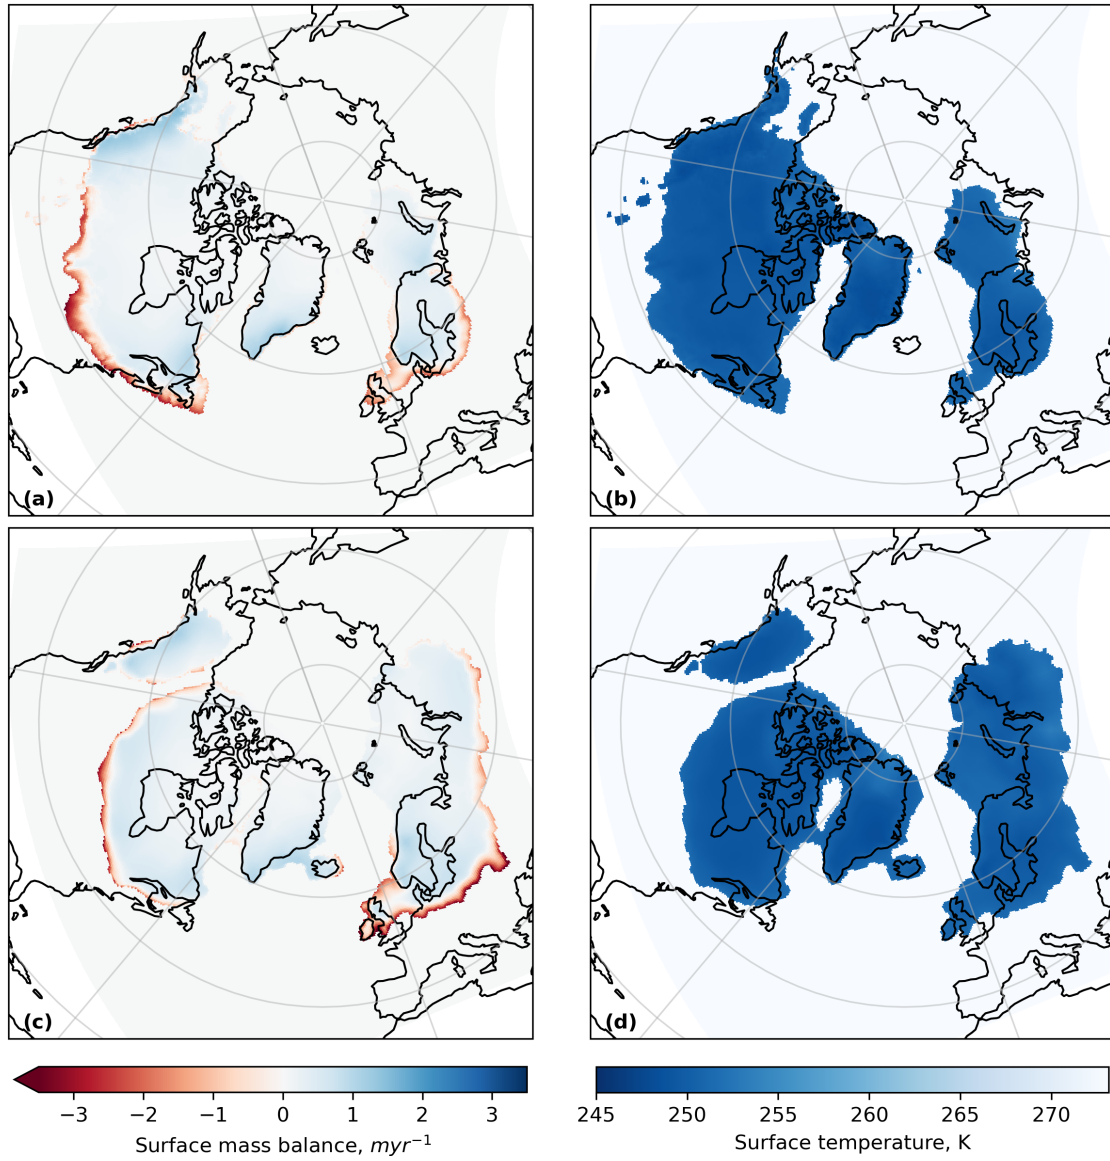 (a)
(b)
(c)
(d)
−3 −2 −1 0 1 2 3
Surface mass balance, myr⁻¹
245 250 255 260 265 270
Surface temperature, K